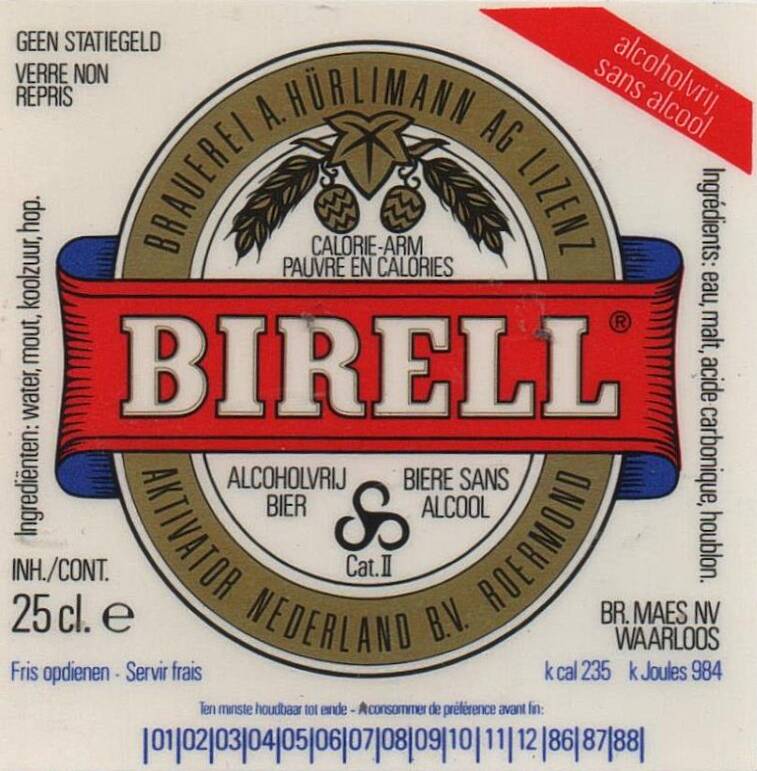 GEEN STATIEGELD
VERRE NON
REPRIS
alcoholvrij
sans alcool
BRAUEREI A. HÜRLIMANN AG LIZENZ
CALORIE-ARM
PAUVRE EN CALORIES
BIRELL®
Ingrediënten: water, mout, koolzuur, hop.
Ingrédients: eau, malt, acide carbonique, houblon.
ALCOHOLVRIJ
BIER
BIERE SANS
ALCOOL
Cat. II
AKTIVATOR NEDERLAND B.V. ROERMOND
INH./CONT.
25 cl. e
BR. MAES NV
WAARLOOS
Fris opdienen - Servir frais
k cal 235 k Joules 984
Ten minste houdbaar tot einde - A consommer de préférence avant fin:
|01|02|03|04|05|06|07|08|09|10|11|12|86|87|88|